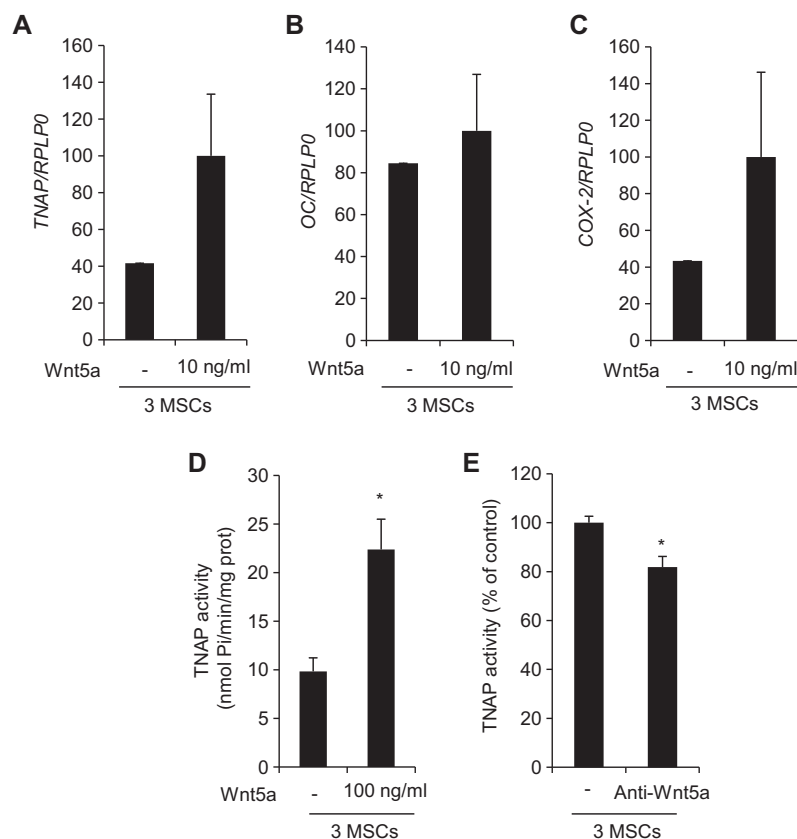 A
TNAP/RPLP0
160
140
120
100
80
60
40
20
0
Wnt5a
-
10 ng/ml
3 MSCs
B
OC/RPLP0
140
120
100
80
60
40
20
0
Wnt5a
-
10 ng/ml
3 MSCs
C
COX-2/RPLP0
160
140
120
100
80
60
40
20
0
-
10 ng/ml
3 MSCs
D
TNAP activity
(nmol Pi/min/mg prot)
30
25
20
15
10
5
0
*
Wnt5a
-
100 ng/ml
3 MSCs
E
TNAP activity (% of control)
120
100
80
60
40
20
0
*
-
Anti-Wnt5a
3 MSCs